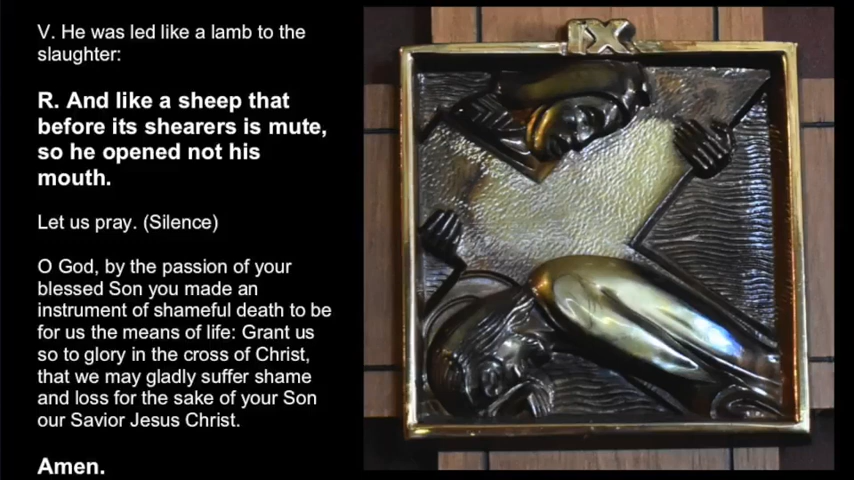 V. He was led like a lamb to the
slaughter:
R. And like a sheep that
before its shearers is mute,
so he opened not his
mouth.
Let us pray. (Silence)
O God, by the passion of your
blessed Son you made an
instrument of shameful death to be
for us the means of life: Grant us
so to glory in the cross of Christ,
that we may gladly suffer shame
and loss for the sake of your Son
our Savior Jesus Christ.
Amen.
IX